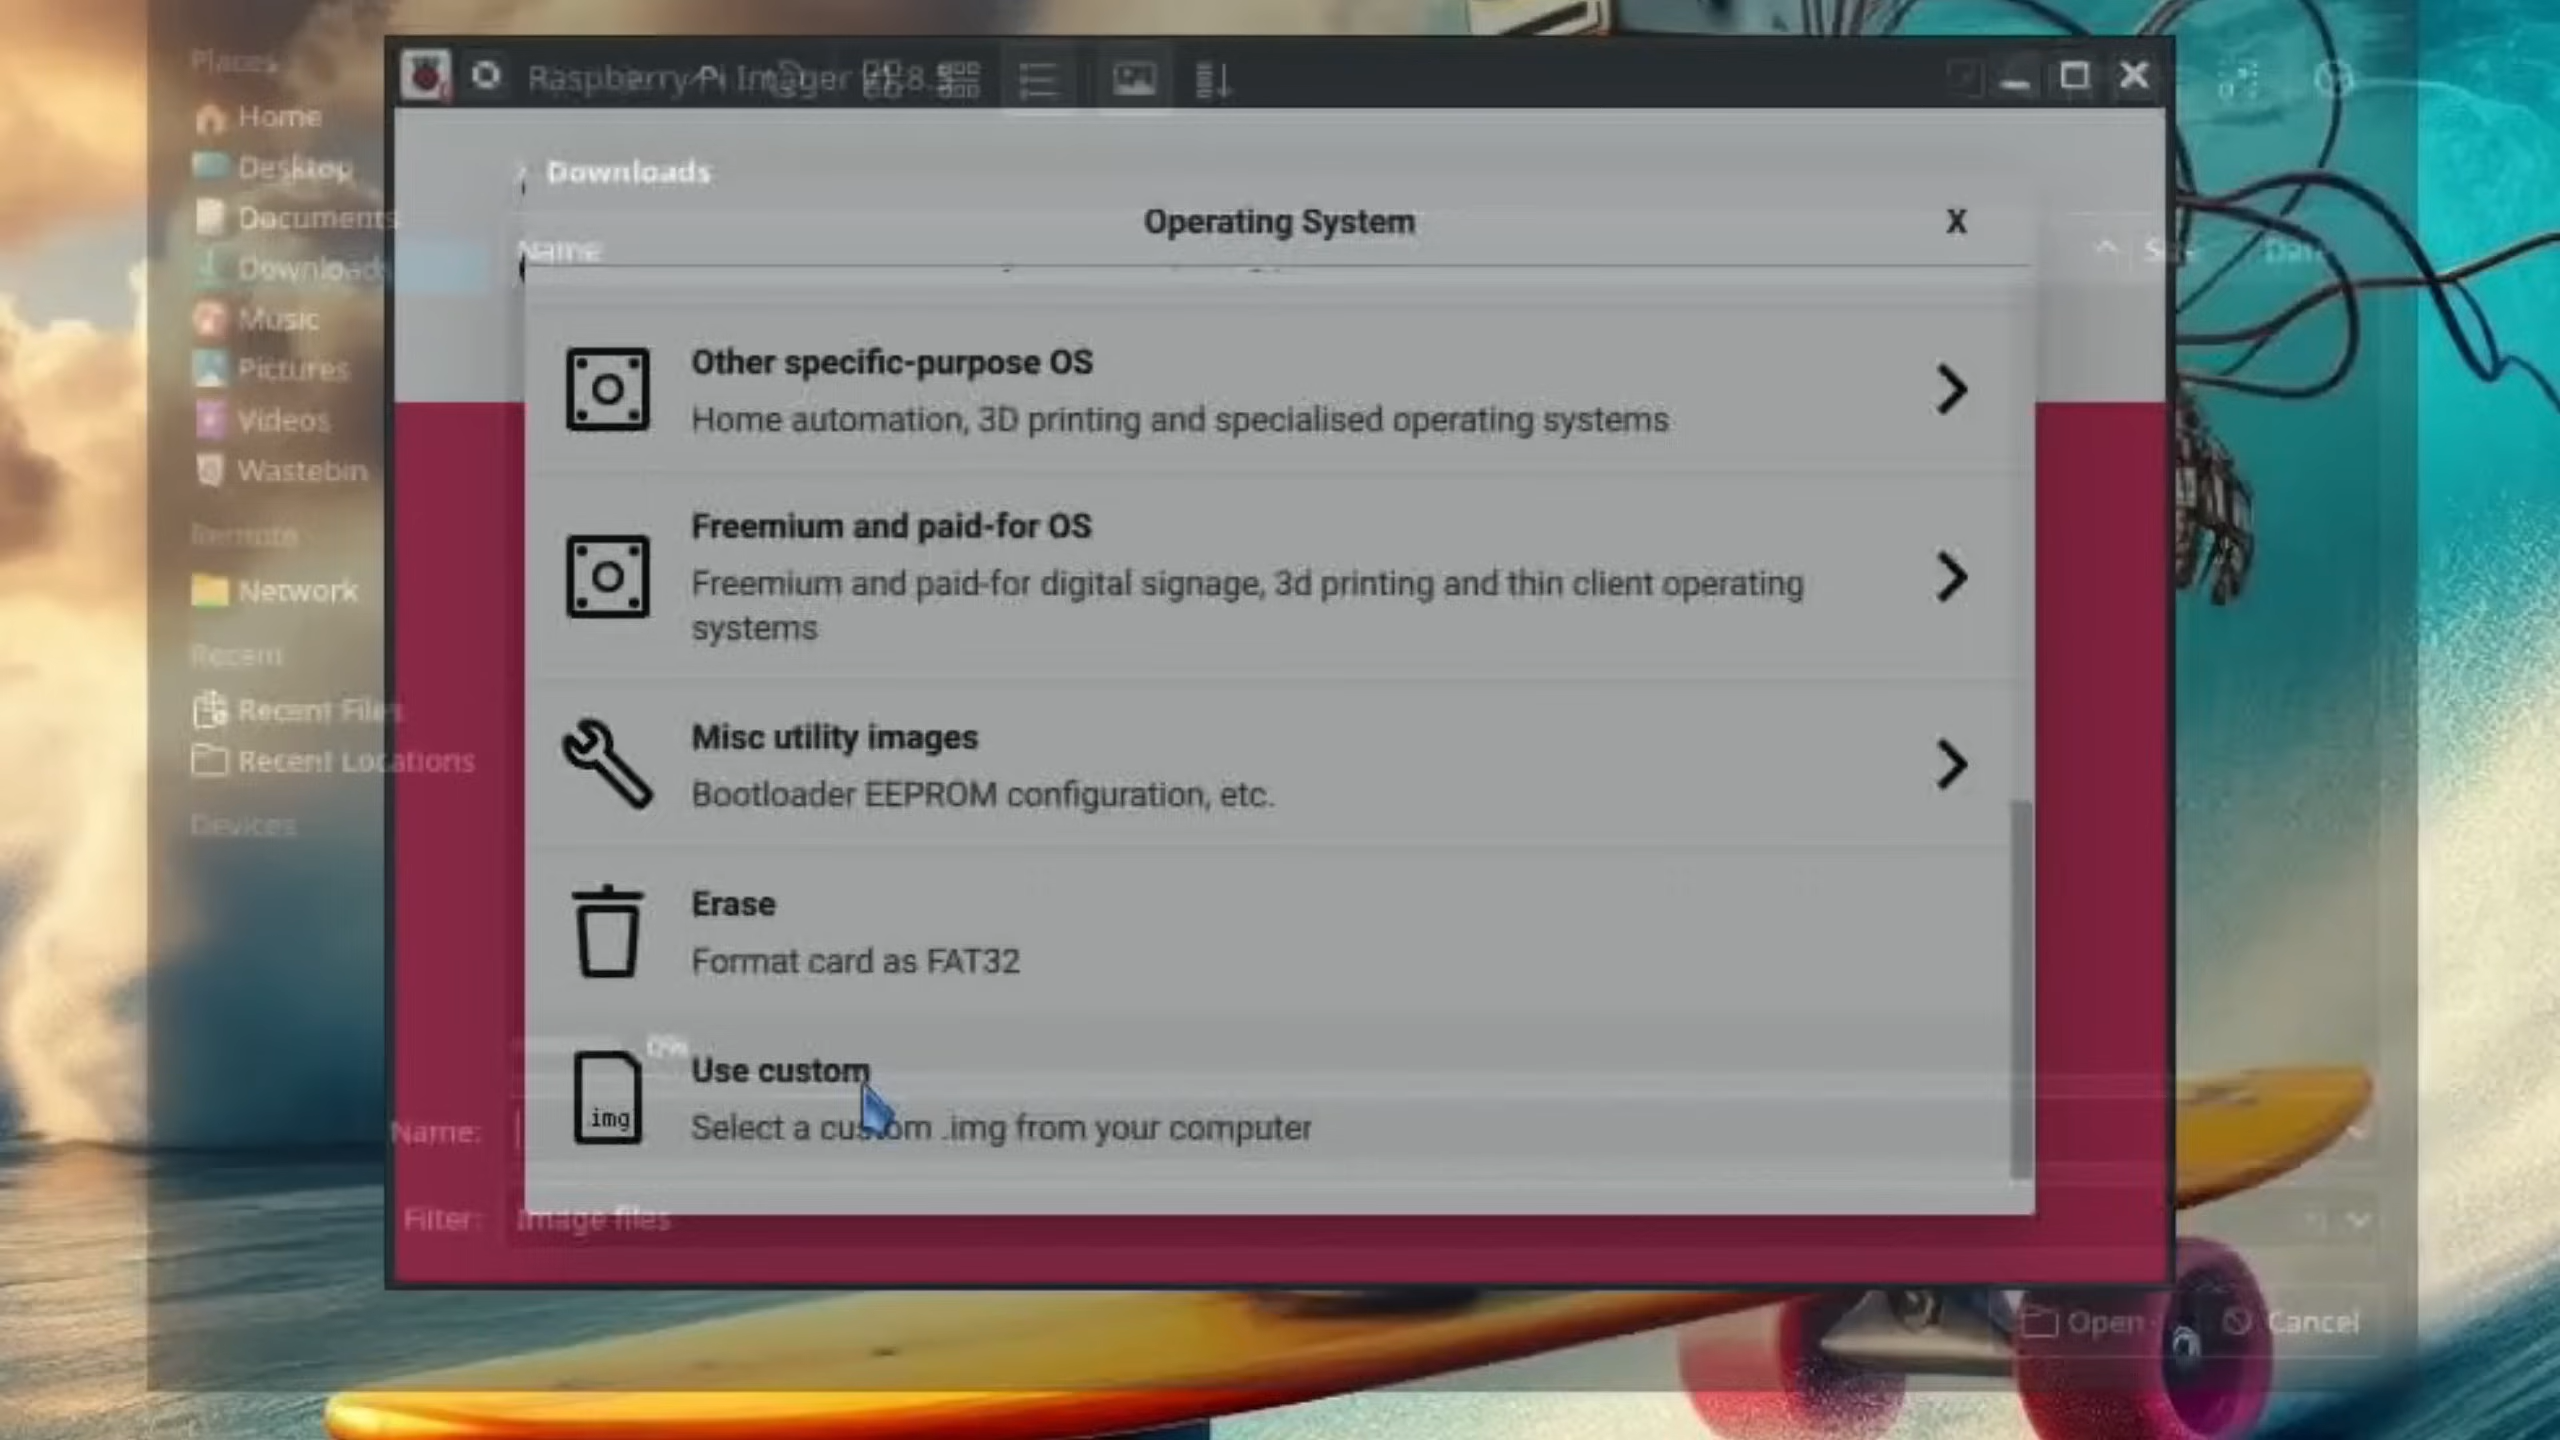 Places
Home
Desktop
Documents
Downloads
Music
Pictures
Videos
Wastebin
Remote
Network
Recent
Recent Files
Recent Locations
Devices
Raspberry Pi Imager
Downloads
Name
Operating System
X
Other specific-purpose OS
Home automation, 3D printing and specialised operating systems
Freemium and paid-for OS
Freemium and paid-for digital signage, 3d printing and thin client operating
systems
Misc utility images
Bootloader EEPROM configuration, etc.
Erase
Format card as FAT32
0%
Use custom
.img
Select a custom .img from your computer
Name:
Filter:
Image files
Open
Cancel